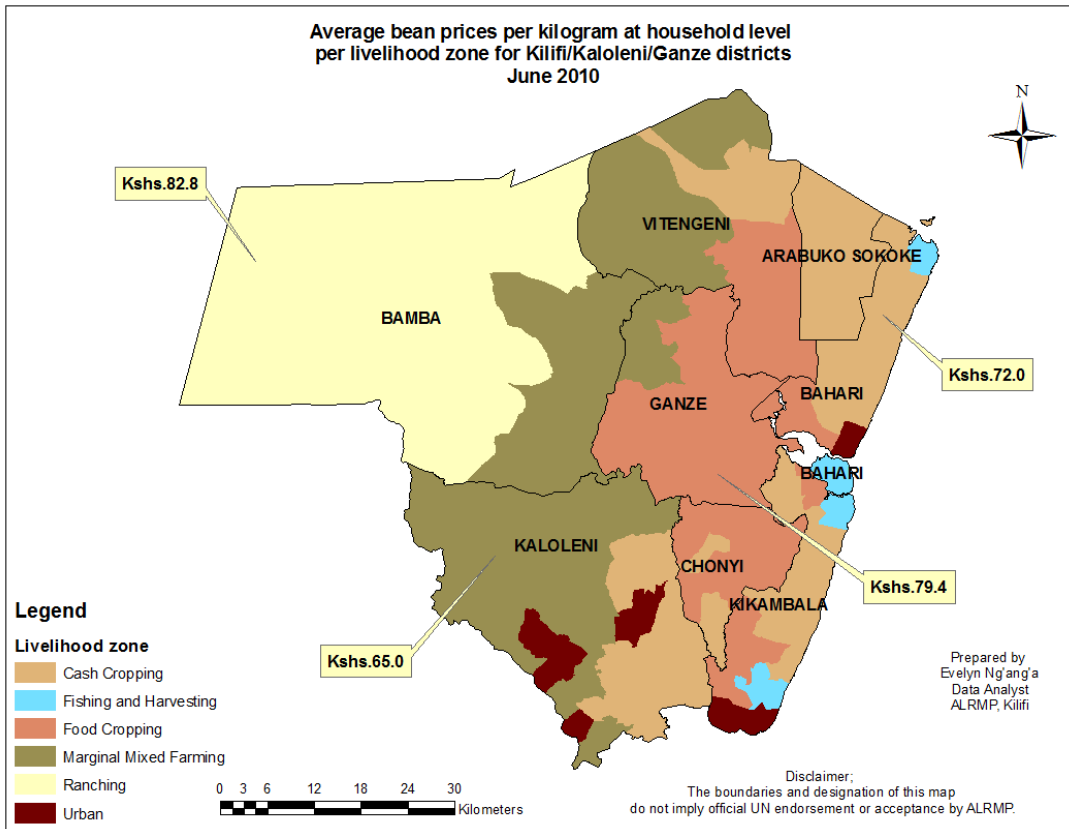 Average bean prices per kilogram at household level
per livelihood zone for Kilifi/Kaloleni/Ganze districts
June 2010
N
Kshs.82.8
VITENGENI
ARABUKO SOKOKE
BAMBA
Kshs.72.0
GANZE
BAHARI
BAHARI
KALOLENI
CHONYI
Kshs.79.4
KIKAMBALA
Kshs.65.0
Legend
Livelihood zone
Cash Cropping
Fishing and Harvesting
Food Cropping
Marginal Mixed Farming
Ranching
Urban
0 3 6 12 18 24 30
Kilometers
Prepared by
Evelyn Ng'ang'a
Data Analyst
ALRMP, Kilifi
Disclaimer;
The boundaries and designation of this map
do not imply official UN endorsement or acceptance by ALRMP.